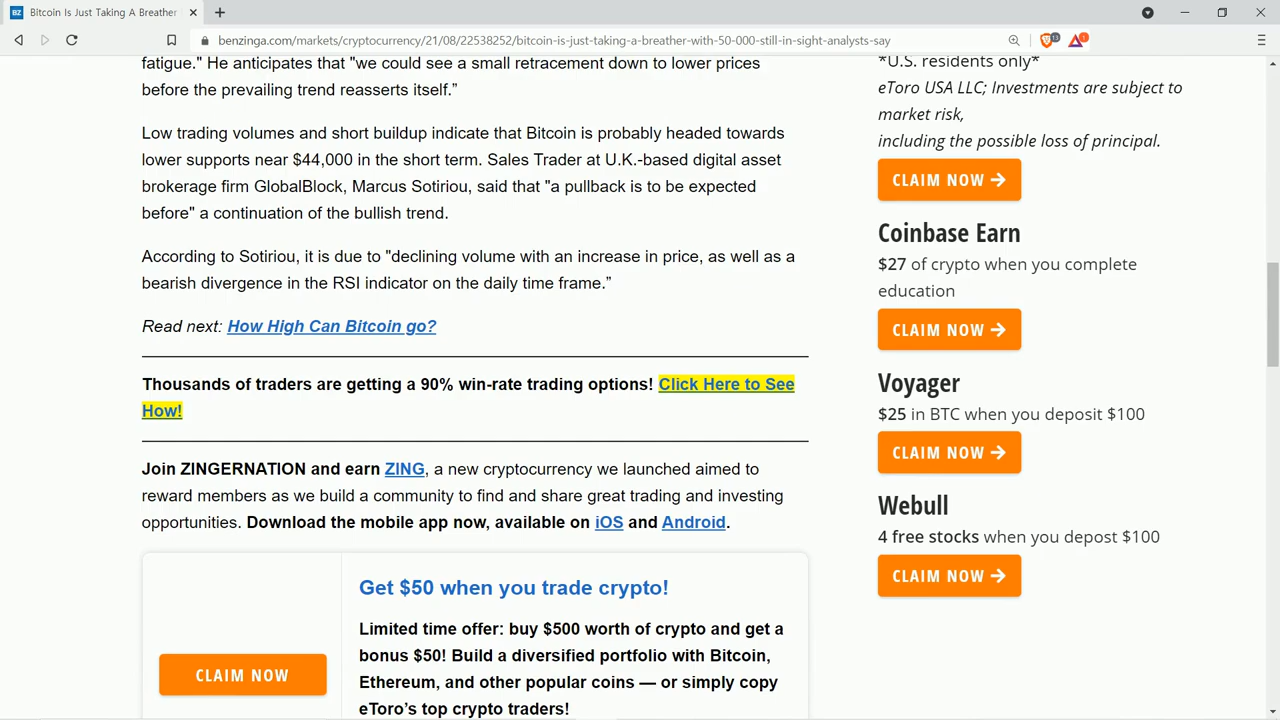 Bitcoin Is Just Taking A Breather
benzinga.com/markets/cryptocurrency/21/08/22538252/bitcoin-is-just-taking-a-breather-with-50-000-still-in-sight-analysts-say
13
1
fatigue." He anticipates that "we could see a small retracement down to lower prices
before the prevailing trend reasserts itself.”
Low trading volumes and short buildup indicate that Bitcoin is probably headed towards
lower supports near $44,000 in the short term. Sales Trader at U.K.-based digital asset
brokerage firm GlobalBlock, Marcus Sotiriou, said that "a pullback is to be expected
before" a continuation of the bullish trend.
According to Sotiriou, it is due to "declining volume with an increase in price, as well as a
bearish divergence in the RSI indicator on the daily time frame.”
Read next: How High Can Bitcoin go?
Thousands of traders are getting a 90% win-rate trading options! Click Here to See
How!
Join ZINGERNATION and earn ZING, a new cryptocurrency we launched aimed to
reward members as we build a community to find and share great trading and investing
opportunities. Download the mobile app now, available on iOS and Android.
Get $50 when you trade crypto!
Limited time offer: buy $500 worth of crypto and get a
bonus $50! Build a diversified portfolio with Bitcoin,
Ethereum, and other popular coins — or simply copy
eToro’s top crypto traders!
CLAIM NOW
*U.S. residents only*
eToro USA LLC; Investments are subject to
market risk,
including the possible loss of principal.
CLAIM NOW →
Coinbase Earn
$27 of crypto when you complete
education
CLAIM NOW →
Voyager
$25 in BTC when you deposit $100
CLAIM NOW →
Webull
4 free stocks when you depost $100
CLAIM NOW →